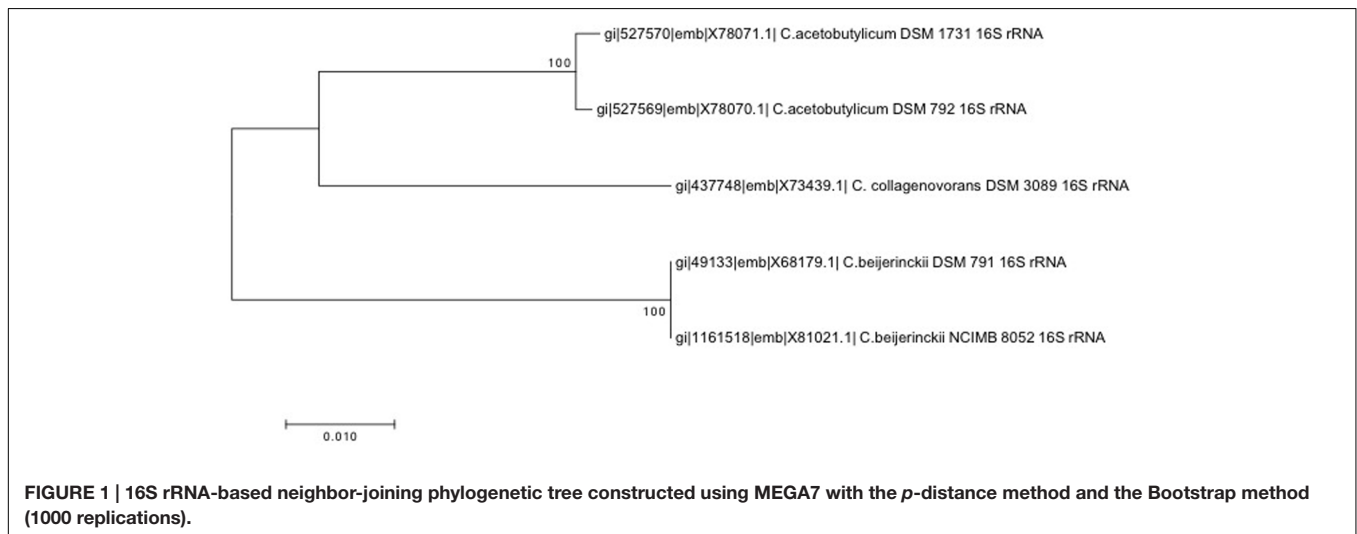 gi|527570|emb|X78071.1| C.acetobutylicum DSM 1731 16S rRNA
100
gi|527569|emb|X78070.1| C.acetobutylicum DSM 792 16S rRNA
gi|437748|emb|X73439.1| C. collagenovorans DSM 3089 16S rRNA
gi|49133|emb|X68179.1| C.beijerinckii DSM 791 16S rRNA
100
gi|1161518|emb|X81021.1| C.beijerinckii NCIMB 8052 16S rRNA
0.010
FIGURE 1 | 16S rRNA-based neighbor-joining phylogenetic tree constructed using MEGA7 with the p-distance method and the Bootstrap method
(1000 replications).